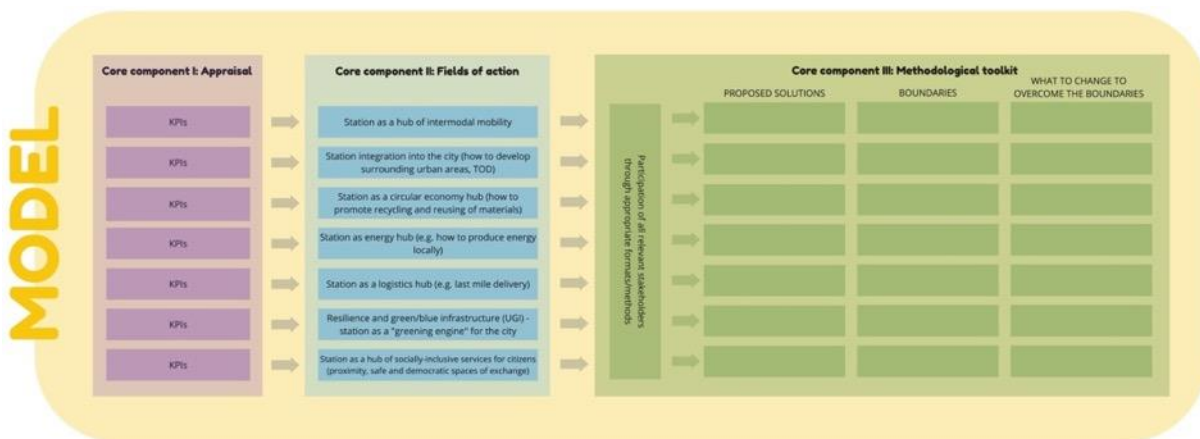 MODEL
Core component I: Appraisal
KPIs
KPIs
KPIs
KPIs
KPIs
KPIs
KPIs
Core component II: Fields of action
Station as a hub of intermodal mobility
Station integration into the city (how to develop
surrounding urban areas, TOD)
Station as a circular economy hub (how to
promote recycling and reusing of materials)
Station as energy hub (e.g. how to produce energy
locally)
Station as a logistics hub (e.g. last mile delivery)
Resilience and green/blue infrastructure (UGI) -
station as a "greening engine" for the city
Station as a hub of socially-inclusive services for citizens
(proximity, safe and democratic spaces of exchange)
Core component III: Methodological toolkit
Participation of all relevant stakeholders
through appropriate formats/methods
PROPOSED SOLUTIONS
BOUNDARIES
WHAT TO CHANGE TO
OVERCOME THE BOUNDARIES